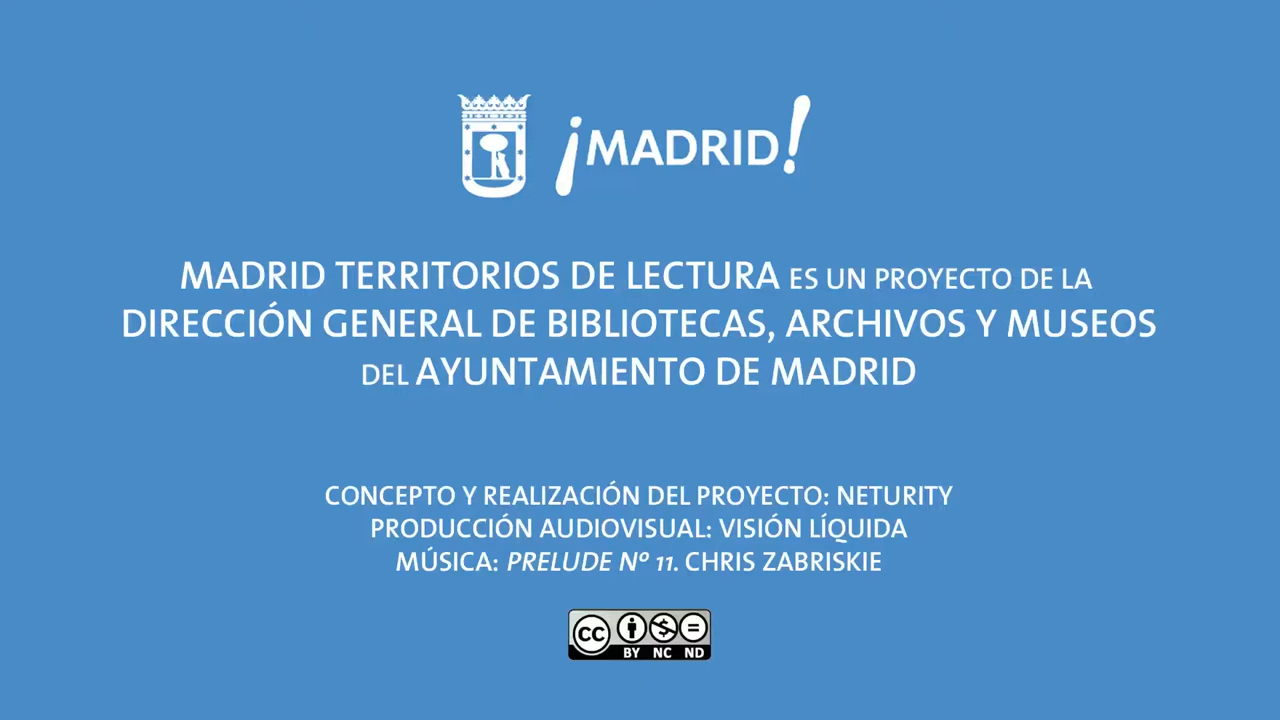 ¡MADRID!
MADRID TERRITORIOS DE LECTURA ES UN PROYECTO DE LA
DIRECCIÓN GENERAL DE BIBLIOTECAS, ARCHIVOS Y MUSEOS
DEL AYUNTAMIENTO DE MADRID
CONCEPTO Y REALIZACIÓN DEL PROYECTO: NETURITY
PRODUCCIÓN AUDIOVISUAL: VISIÓN LÍQUIDA
MÚSICA: PRELUDE Nº 11. CHRIS ZABRISKIE
CC
BY NC ND